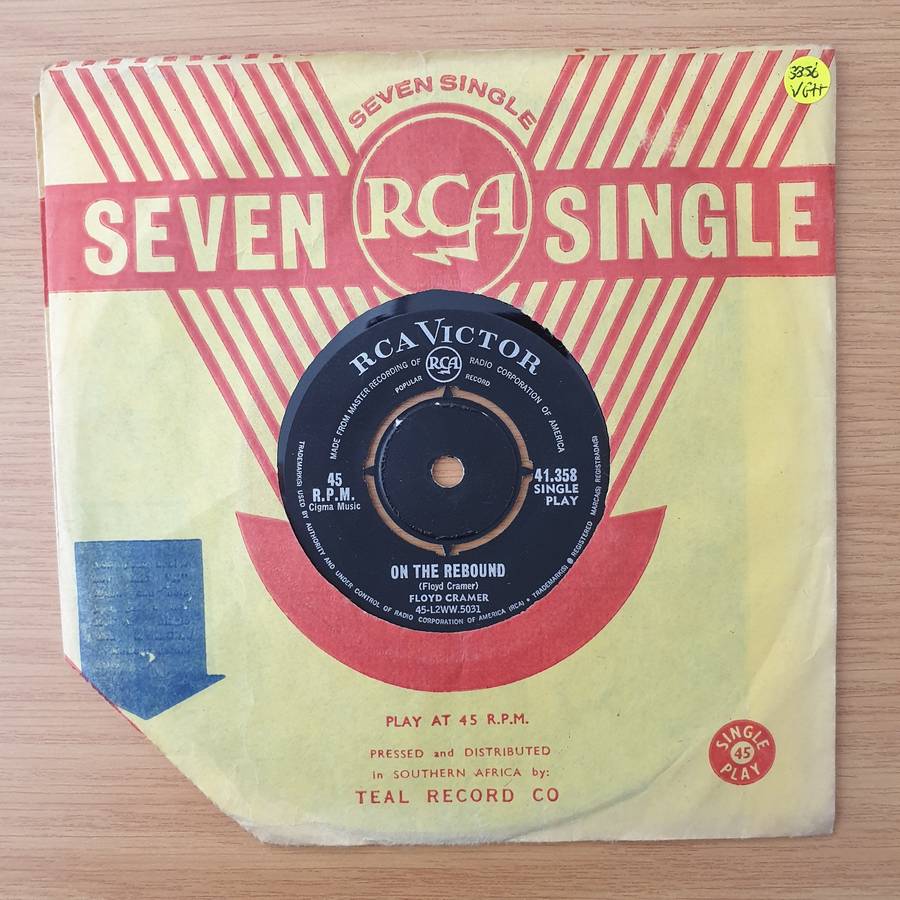 3356
VG++
SEVEN SINGLE
SEVEN RCA SINGLE
RCA VICTOR
MADE FROM MASTER RECORDING OF RADIO CORPORATION OF AMERICA
RCA
POPULAR RECORD
45
R.P.M.
Cigma Music
41.358
SINGLE
PLAY
TRADEMARK(S) USED BY AUTHORITY AND UNDER CONTROL OF RADIO CORPORATION OF AMERICA (RCA) • TRADEMARK(S) ® REGISTERED MARCA(S) REGISTRADA(S)
ON THE REBOUND
(Floyd Cramer)
FLOYD CRAMER
45-L2WW.5031
PLAY AT 45 R.P.M.
PRESSED and DISTRIBUTED
in SOUTHERN AFRICA by:
TEAL RECORD CO
SINGLE
45
PLAY